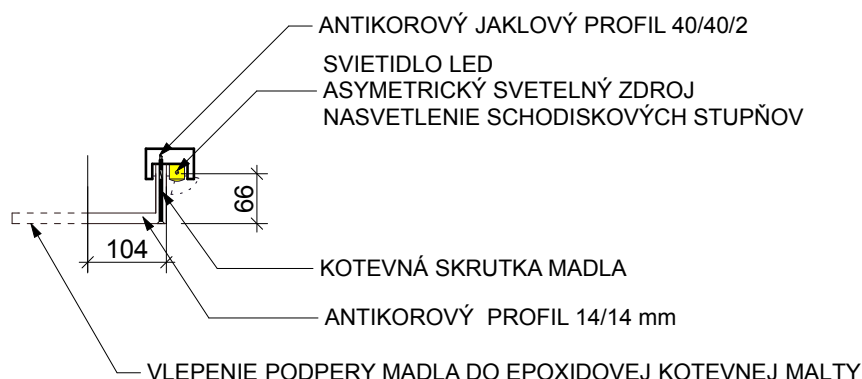 ANTIKOROVÝ JAKLOVÝ PROFIL 40/40/2
SVIETIDLO LED
ASYMETRICKÝ SVETELNÝ ZDROJ
NASVETLENIE SCHODISKOVÝCH STUPŇOV
66
104
KOTEVNÁ SKRUTKA MADLA
ANTIKOROVÝ PROFIL 14/14 mm
VLEPENIE PODPERY MADLA DO EPOXIDOVEJ KOTEVNEJ MALTY